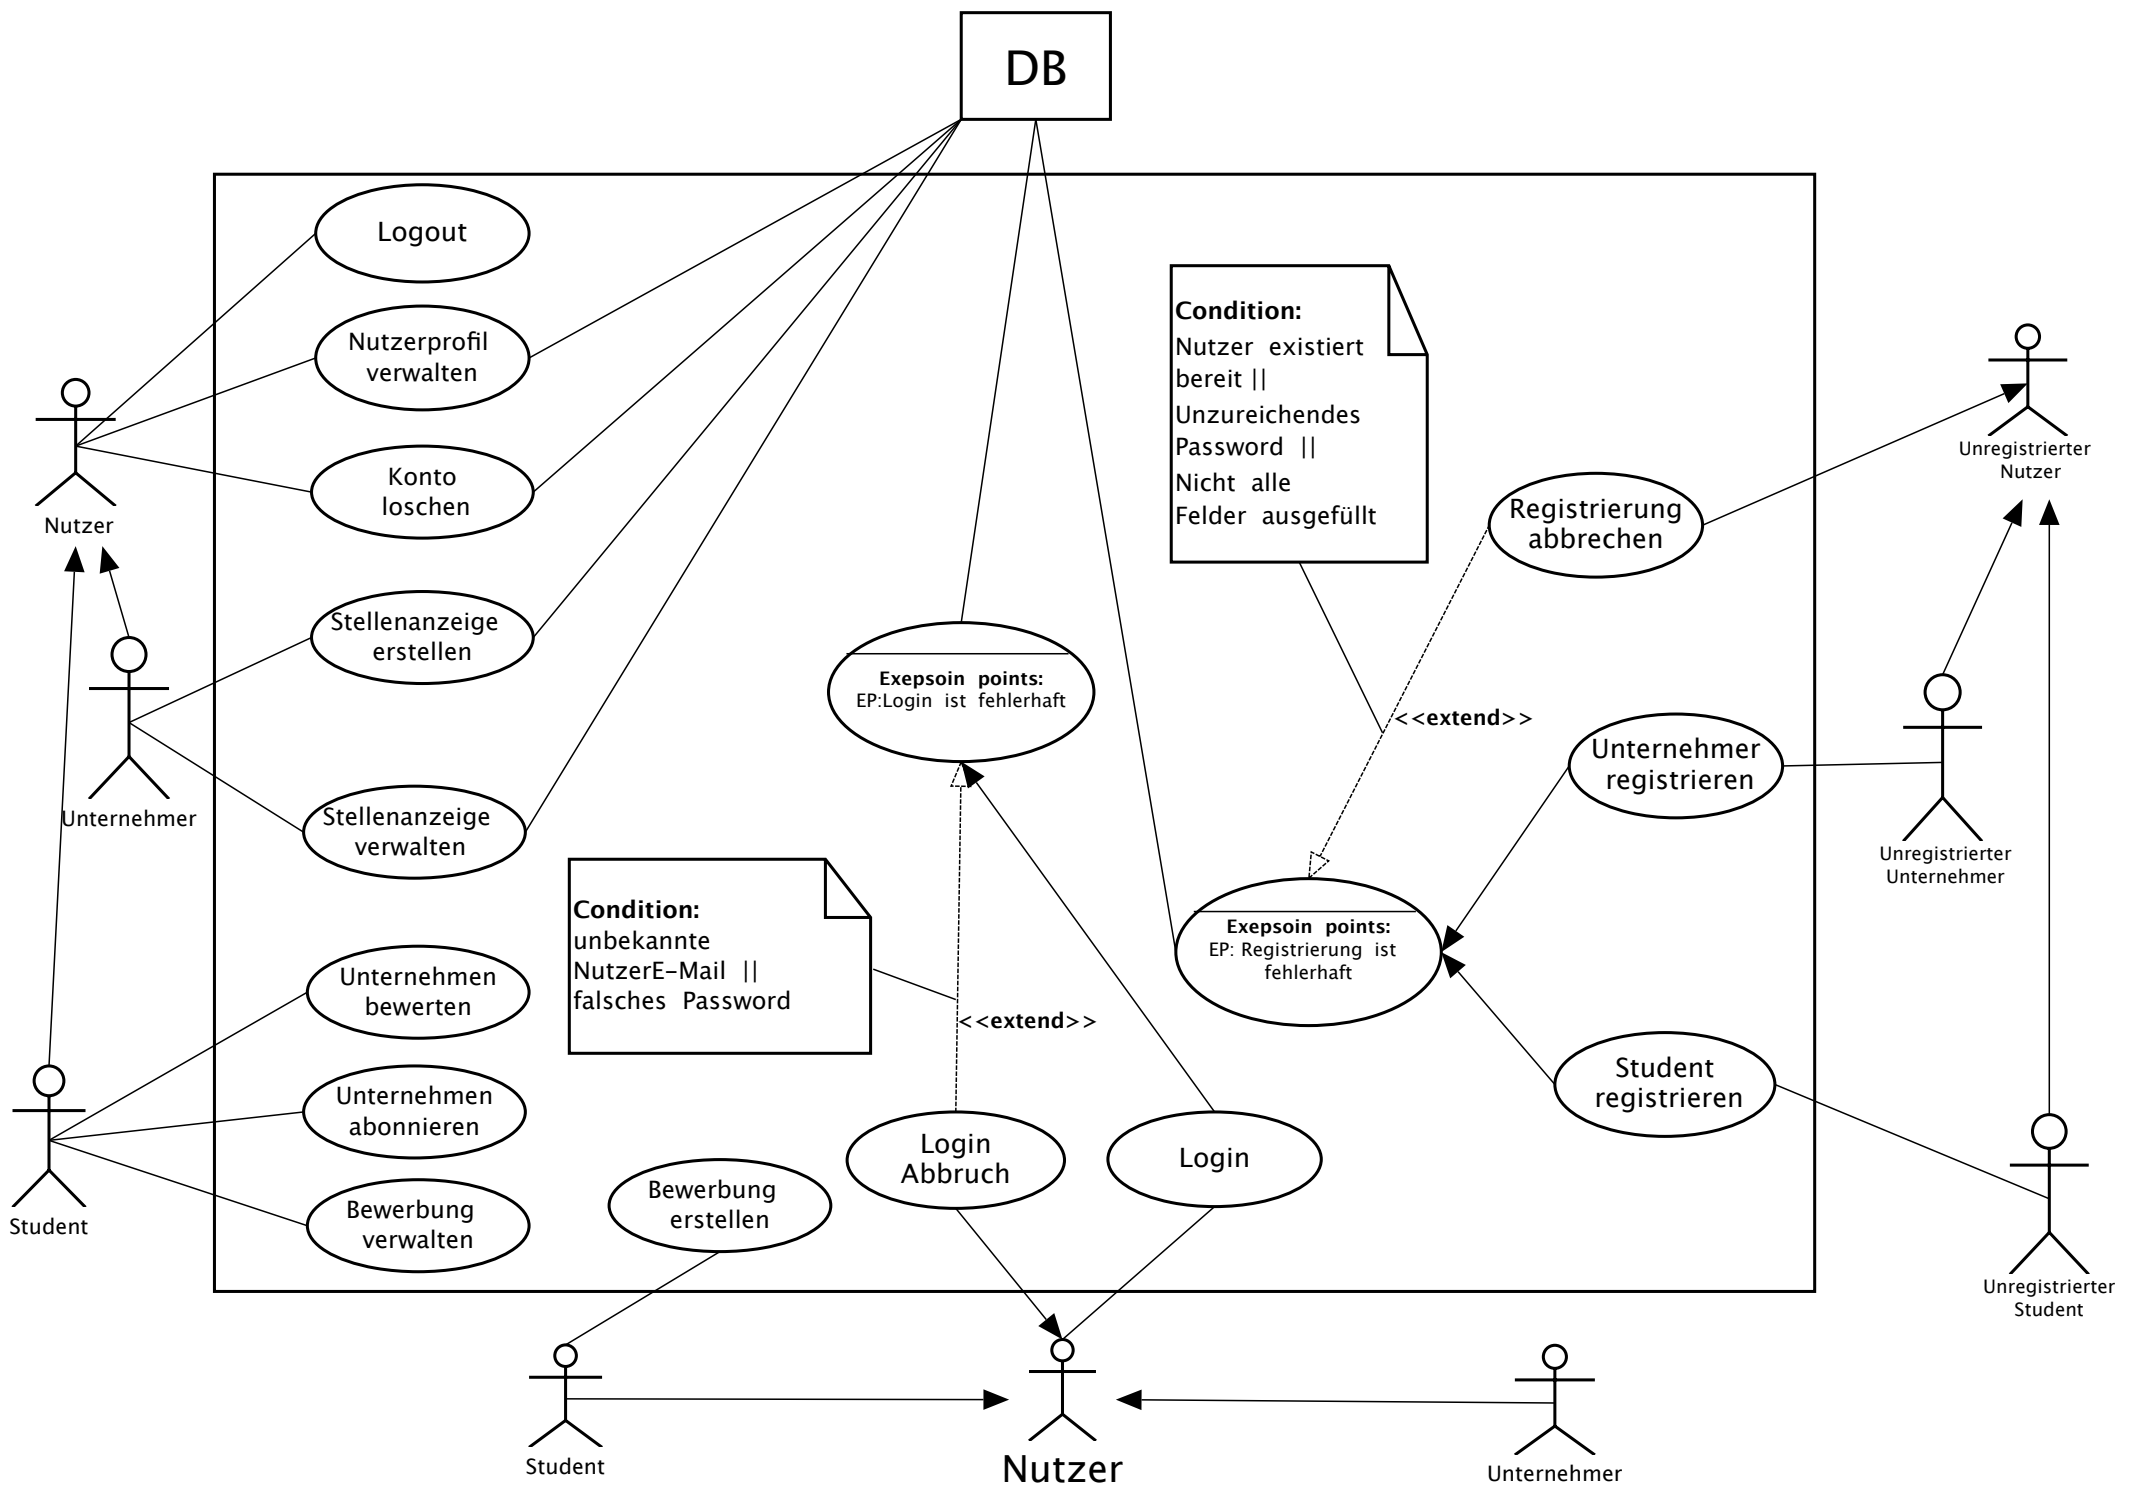 DB
Logout
Nutzerprofil
verwalten
Konto
loschen
Stellenanzeige
erstellen
Stellenanzeige
verwalten
Unternehmen
bewerten
Unternehmen
abonnieren
Bewerbung
verwalten
Nutzer
Unternehmer
Student
Condition:
Nutzer existiert
bereit ||
Unzureichendes
Password ||
Nicht alle
Felder ausgefüllt
Registrierung
abbrechen
Exepsoin points:
EP:Login ist fehlerhaft
<<extend>>
Unternehmer
registrieren
Condition:
unbekannte
NutzerE-Mail ||
falsches Password
<<extend>>
Exepsoin points:
EP: Registrierung ist
fehlerhaft
Student
registrieren
Login
Abbruch
Login
Bewerbung
erstellen
Unregistrierter
Nutzer
Unregistrierter
Unternehmer
Unregistrierter
Student
Student
Nutzer
Unternehmer